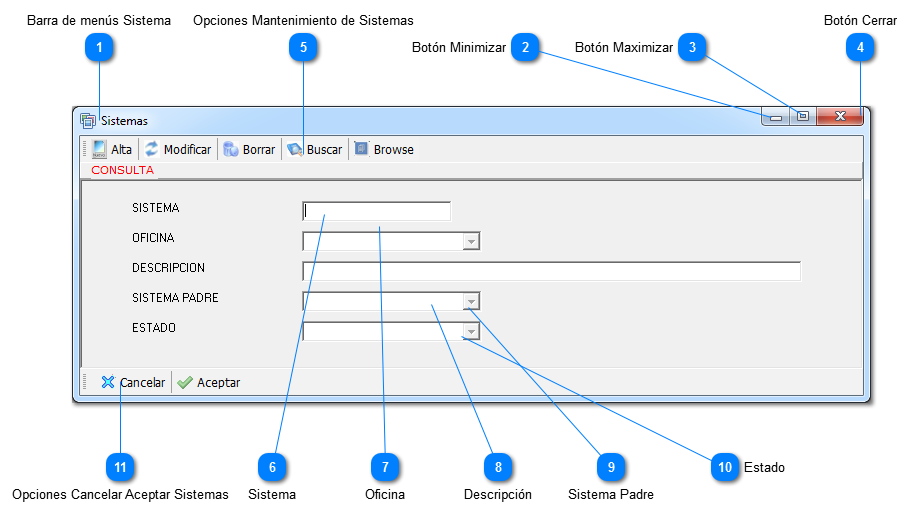 Barra de menús Sistema
Opciones Mantenimiento de Sistemas
Botón Cerrar
1
5
Botón Minimizar
2
Botón Maximizar
3
4
Sistemas
Alta Modificar Borrar Buscar Browse
CONSULTA
SISTEMA
OFICINA
DESCRIPCION
SISTEMA PADRE
ESTADO
Cancelar Aceptar
11
6
7
8
9
10 Estado
Opciones Cancelar Aceptar Sistemas
Sistema
Oficina
Descripción
Sistema Padre